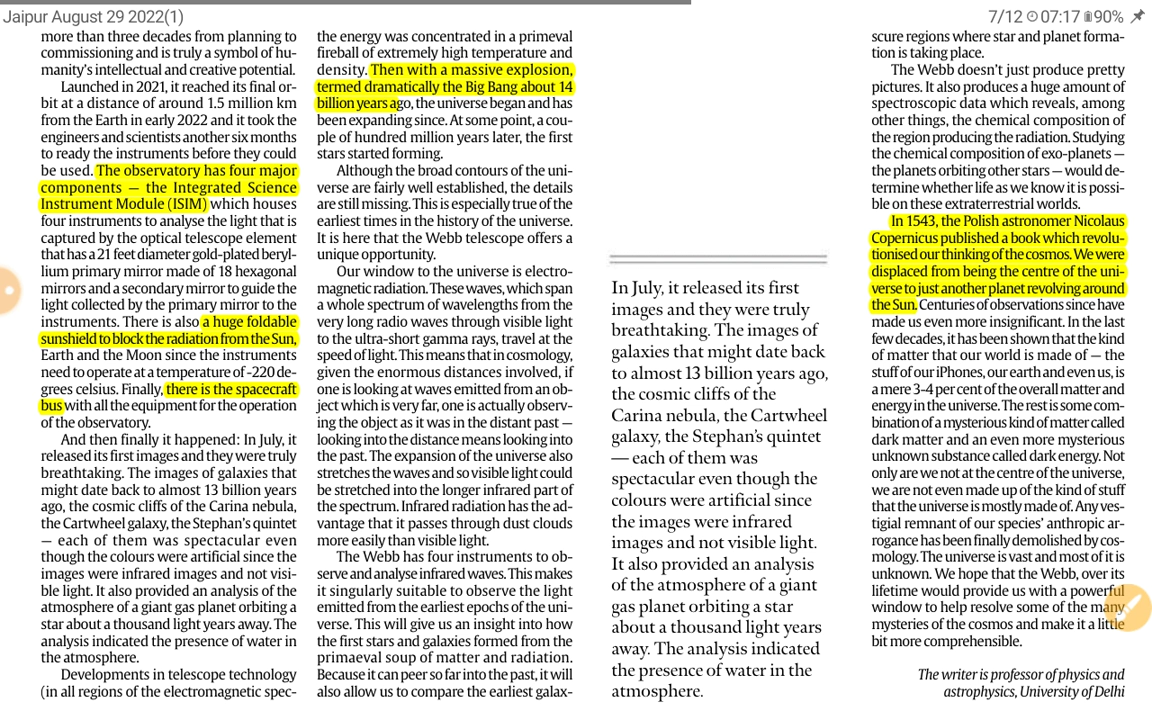 Jaipur August 29 2022(1)
7/12 07:17 90%
more than three decades from planning to
commissioning and is truly a symbol of hu-
manity's intellectual and creative potential.
Launched in 2021, it reached its final or-
bit at a distance of around 1.5 million km
from the Earth in early 2022 and it took the
engineers and scientists another six months
to ready the instruments before they could
be used. The observatory has four major
components — the Integrated Science
Instrument Module (ISIM) which houses
four instruments to analyse the light that is
captured by the optical telescope element
that has a 21 feet diameter gold-plated beryl-
lium primary mirror made of 18 hexagonal
mirrors and a secondary mirror to guide the
light collected by the primary mirror to the
instruments. There is also a huge foldable
sunshield to block the radiation from the Sun,
Earth and the Moon since the instruments
need to operate at a temperature of -220 de-
grees celsius. Finally, there is the spacecraft
bus with all the equipment for the operation
of the observatory.
And then finally it happened: In July, it
released its first images and they were truly
breathtaking. The images of galaxies that
might date back to almost 13 billion years
ago, the cosmic cliffs of the Carina nebula,
the Cartwheel galaxy, the Stephan's quintet
— each of them was spectacular even
though the colours were artificial since the
images were infrared images and not visi-
ble light. It also provided an analysis of the
atmosphere of a giant gas planet orbiting a
star about a thousand light years away. The
analysis indicated the presence of water in
the atmosphere.
Developments in telescope technology
(in all regions of the electromagnetic spec-
the energy was concentrated in a primeval
fireball of extremely high temperature and
density. Then with a massive explosion,
termed dramatically the Big Bang about 14
billion years ago, the universe began and has
been expanding since. At some point, a cou-
ple of hundred million years later, the first
stars started forming.
Although the broad contours of the uni-
verse are fairly well established, the details
are still missing. This is especially true of the
earliest times in the history of the universe.
It is here that the Webb telescope offers a
unique opportunity.
Our window to the universe is electro-
magnetic radiation. These waves, which span
a whole spectrum of wavelengths from the
very long radio waves through visible light
to the ultra-short gamma rays, travel at the
speed of light. This means that in cosmology,
given the enormous distances involved, if
one is looking at waves emitted from an ob-
ject which is very far, one is actually observ-
ing the object as it was in the distant past —
looking into the distance means looking into
the past. The expansion of the universe also
stretches the waves and so visible light could
be stretched into the longer infrared part of
the spectrum. Infrared radiation has the ad-
vantage that it passes through dust clouds
more easily than visible light.
The Webb has four instruments to ob-
serve and analyse infrared waves. This makes
it singularly suitable to observe the light
emitted from the earliest epochs of the uni-
verse. This will give us an insight into how
the first stars and galaxies formed from the
primaeval soup of matter and radiation.
Because it can peer so far into the past, it will
also allow us to compare the earliest galax-
In July, it released its first
images and they were truly
breathtaking. The images of
galaxies that might date back
to almost 13 billion years ago,
the cosmic cliffs of the
Carina nebula, the Cartwheel
galaxy, the Stephan's quintet
— each of them was
spectacular even though the
colours were artificial since
the images were infrared
images and not visible light.
It also provided an analysis
of the atmosphere of a giant
gas planet orbiting a star
about a thousand light years
away. The analysis indicated
the presence of water in the
atmosphere.
scure regions where star and planet forma-
tion is taking place.
The Webb doesn't just produce pretty
pictures. It also produces a huge amount of
spectroscopic data which reveals, among
other things, the chemical composition of
the region producing the radiation. Studying
the chemical composition of exo-planets —
the planets orbiting other stars — would de-
termine whether life as we know it is possi-
ble on these extraterrestrial worlds.
In 1543, the Polish astronomer Nicolaus
Copernicus published a book which revolu-
tionised our thinking of the cosmos. We were
displaced from being the centre of the uni-
verse to just another planet revolving around
the Sun. Centuries of observations since have
made us even more insignificant. In the last
few decades, it has been shown that the kind
of matter that our world is made of — the
stuff of our iPhones, our earth and even us, is
a mere 3-4 per cent of the overall matter and
energy in the universe. The rest is some com-
bination of a mysterious kind of matter called
dark matter and an even more mysterious
unknown substance called dark energy. Not
only are we not at the centre of the universe,
we are not even made up of the kind of stuff
that the universe is mostly made of. Any ves-
tigial remnant of our species' anthropic ar-
rogance has been finally demolished by cos-
mology. The universe is vast and most of it is
unknown. We hope that the Webb, over its
lifetime would provide us with a powerful
window to help resolve some of the many
mysteries of the cosmos and make it a little
bit more comprehensible.
The writer is professor of physics and
astrophysics, University of Delhi